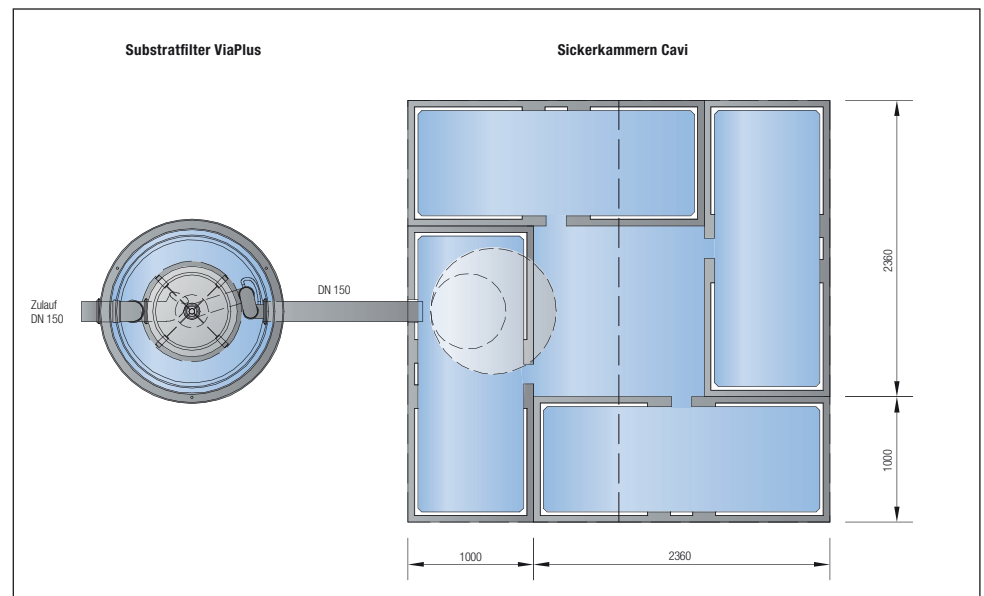 Substratfilter ViaPlus
Sickerkammern Cavi
Zulauf
DN 150
DN 150
2360
1000
1000
2360